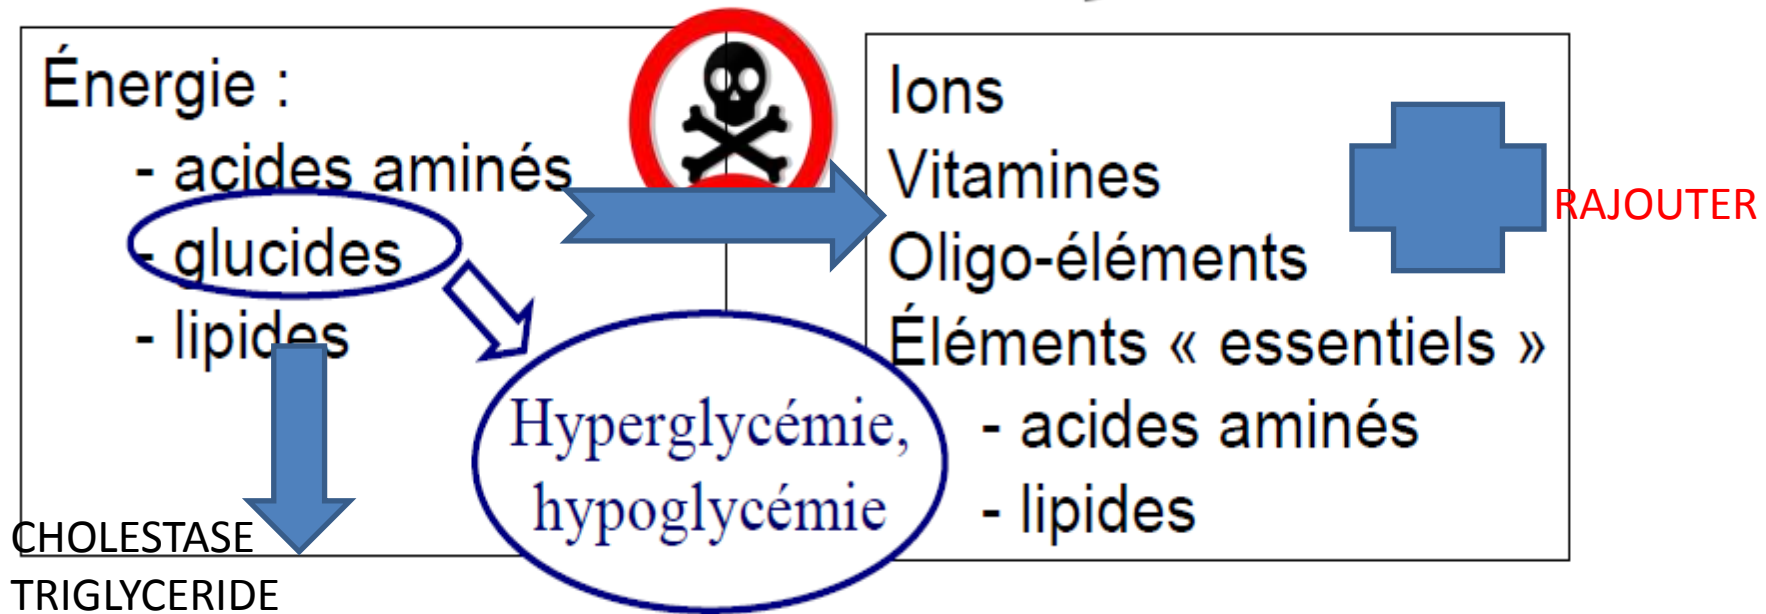 Énergie :
- acides aminés
- glucides
- lipides
CHOLESTASE
TRIGLYCERIDE
Hyperglycémie,
hypoglycémie
Ions
Vitamines
Oligo-éléments
Éléments « essentiels »
- acides aminés
- lipides
RAJOUTER